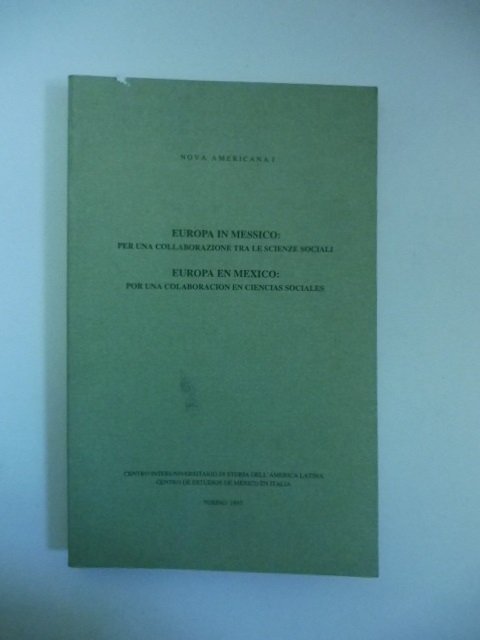 NOVA AMERICANA I
EUROPA IN MESSICO:
PER UNA COLLABORAZIONE TRA LE SCIENZE SOCIALI
EUROPA EN MEXICO:
POR UNA COLABORACION EN CIENCIAS SOCIALES
CENTRO INTERUNIVERSITARIO DI STORIA DELL'AMERICA LATINA
CENTRO DE ESTUDIOS DE MEXICO EN ITALIA
TORINO